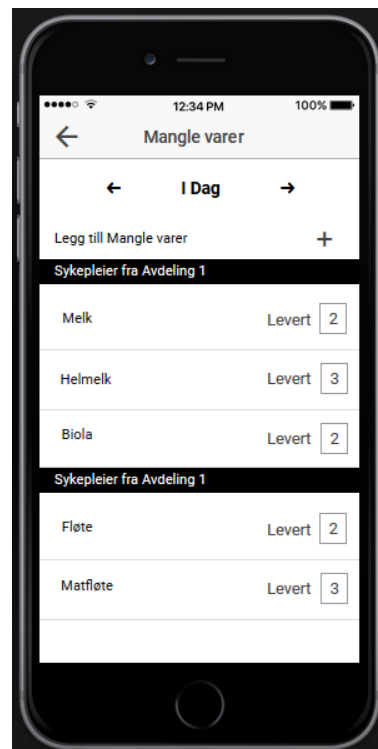 12:34 PM 100%
Mangle varer
I Dag
Legg till Mangle varer +
Sykepleier fra Avdeling 1
Melk Levert 2
Helmelk Levert 3
Biola Levert 2
Sykepleier fra Avdeling 1
Fløte Levert 2
Matfløte Levert 3